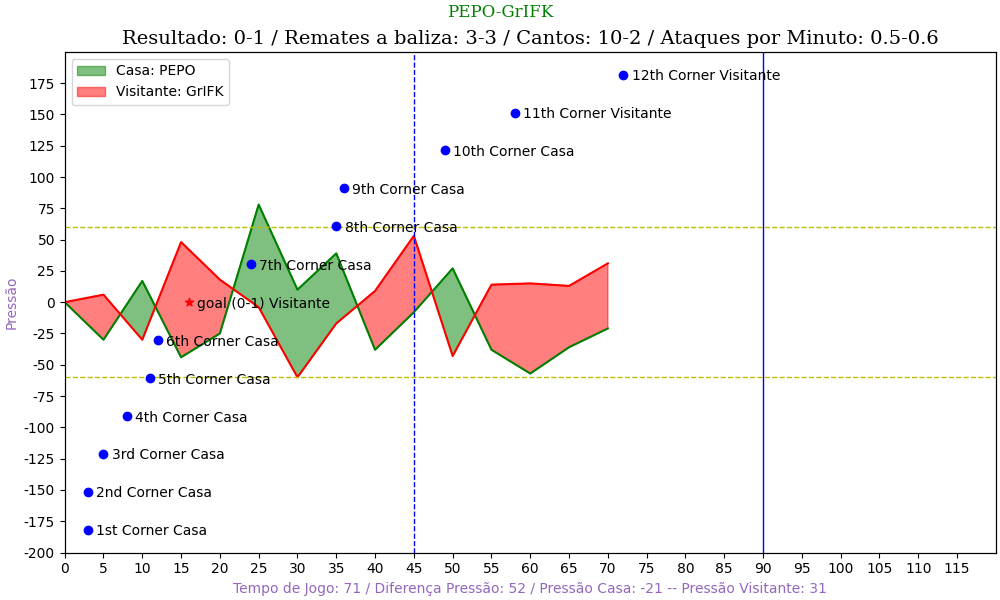 PEPO-GrIFK
Resultado: 0-1 / Remates a baliza: 3-3 / Cantos: 10-2 / Ataques por Minuto: 0.5-0.6
Casa: PEPO
Visitante: GrIFK
12th Corner Visitante
11th Corner Visitante
10th Corner Casa
9th Corner Casa
8th Corner Casa
7th Corner Casa
goal (0-1) Visitante
6th Corner Casa
5th Corner Casa
4th Corner Casa
3rd Corner Casa
2nd Corner Casa
1st Corner Casa
Pressão
175
150
125
100
75
50
25
0
-25
-50
-75
-100
-125
-150
-175
-200
0 5 10 15 20 25 30 35 40 45 50 55 60 65 70 75 80 85 90 95 100 105 110 115
Tempo de Jogo: 71 / Diferença Pressão: 52 / Pressão Casa: -21 -- Pressão Visitante: 31